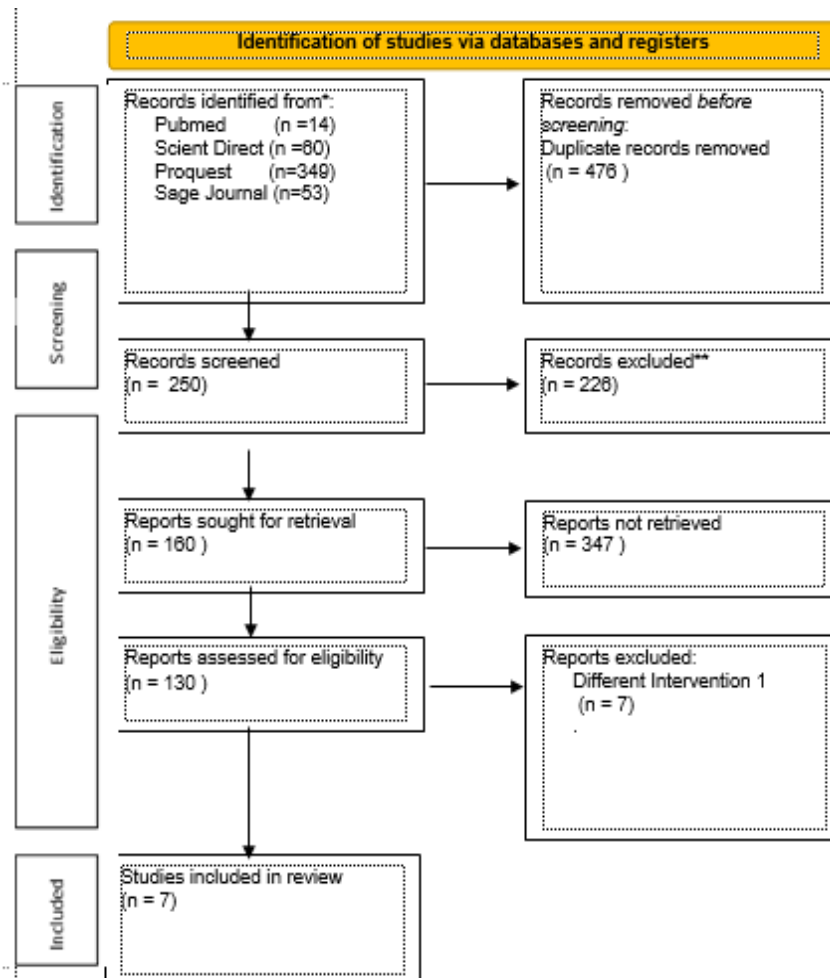 Identification of studies via databases and registers
Identification
Records identified from*:
Pubmed (n =14)
Scient Direct (n =60)
Proquest (n=349)
Sage Journal (n=53)
Records removed before
screening:
Duplicate records removed
(n = 476 )
Screening
Records screened
(n = 250)
Records excluded**
(n = 226)
Eligibility
Reports sought for retrieval
(n = 160 )
Reports not retrieved
(n = 347 )
Reports assessed for eligibility
(n = 130 )
Reports excluded:
Different Intervention 1
(n = 7)
.
Included
Studies included in review
(n = 7)